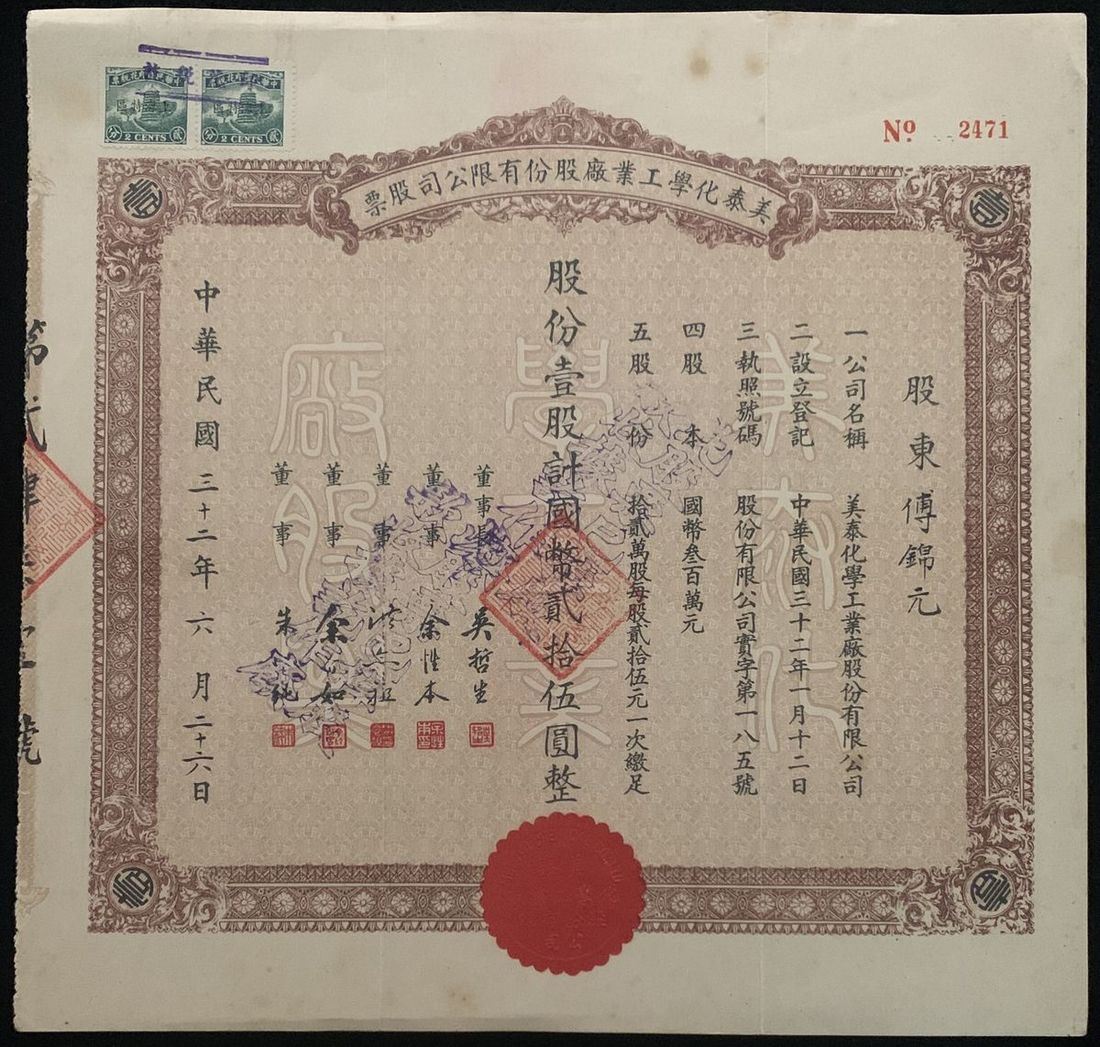 No 2471
2 CENTS
2 CENTS
美泰化學工業廠股份有限公司股票
股東 傅錦元
一 公司名稱 美泰化學工業廠股份有限公司
二 設立登記 中華民國三十二年一月十二日
三 執照號碼 股份有限公司實字第一八五號
四 股本 國幣叁百萬元
五 股份 拾貳萬股每股貳拾伍元一次繳足
股份壹股計國幣貳拾伍圓整
董事長 吳哲生
董事 余性本
董事
董事
董事
中華民國三十二年六月二十六日